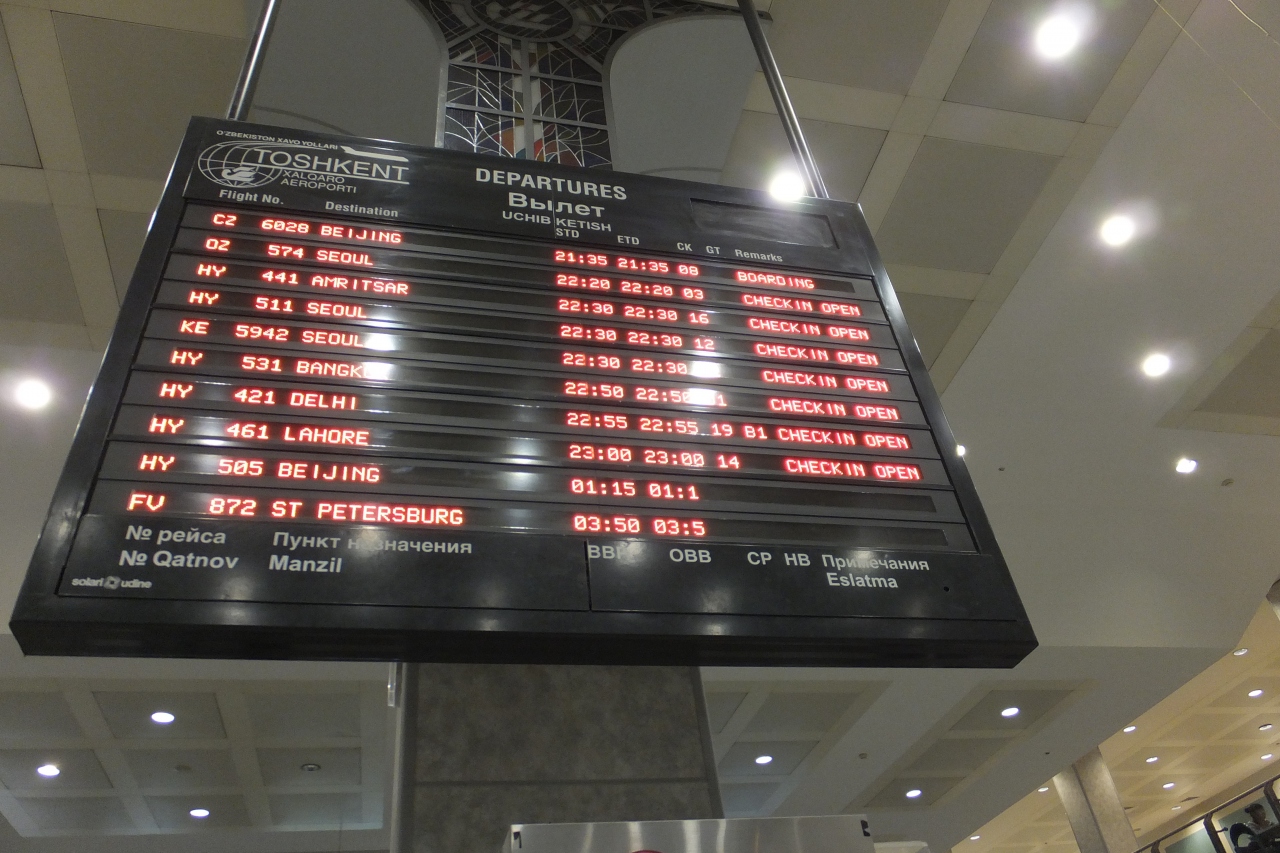 O'ZBEKISTON XAVO YOLLARI
TOSHKENT
XALQARO
AEROPORTI
DEPARTURES
Вылет
UCHIB KETISH
Flight No. Destination STD ETD CK GT Remarks
CZ 6028 BEIJING 21:35 21:35 08 BOARDING
OZ 574 SEOUL 22:20 22:20 03 CHECKIN OPEN
HY 441 AMRITSAR 22:30 22:30 16 CHECKIN OPEN
HY 511 SEOUL 22:30 22:30 12 CHECKIN OPEN
KE 5942 SEOUL 22:30 22:30 CHECKIN OPEN
HY 531 22:50 CHECKIN OPEN
HY 421 DELHI 22:55 22:55 19 B1 CHECKIN OPEN
HY 461 LAHORE 23:00 23:00 14 CHECKIN OPEN
HY 505 BEIJING 01:15 01:1
FV 872 ST PETERSBURG 03:50 03:5
№ рейса Пункт назначения ОВВ СР НВ Примечания
№ Qatnov Manzil Eslatma
solari udine